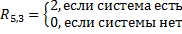 R₅,₃ = {2, если система есть
0, если системы нет